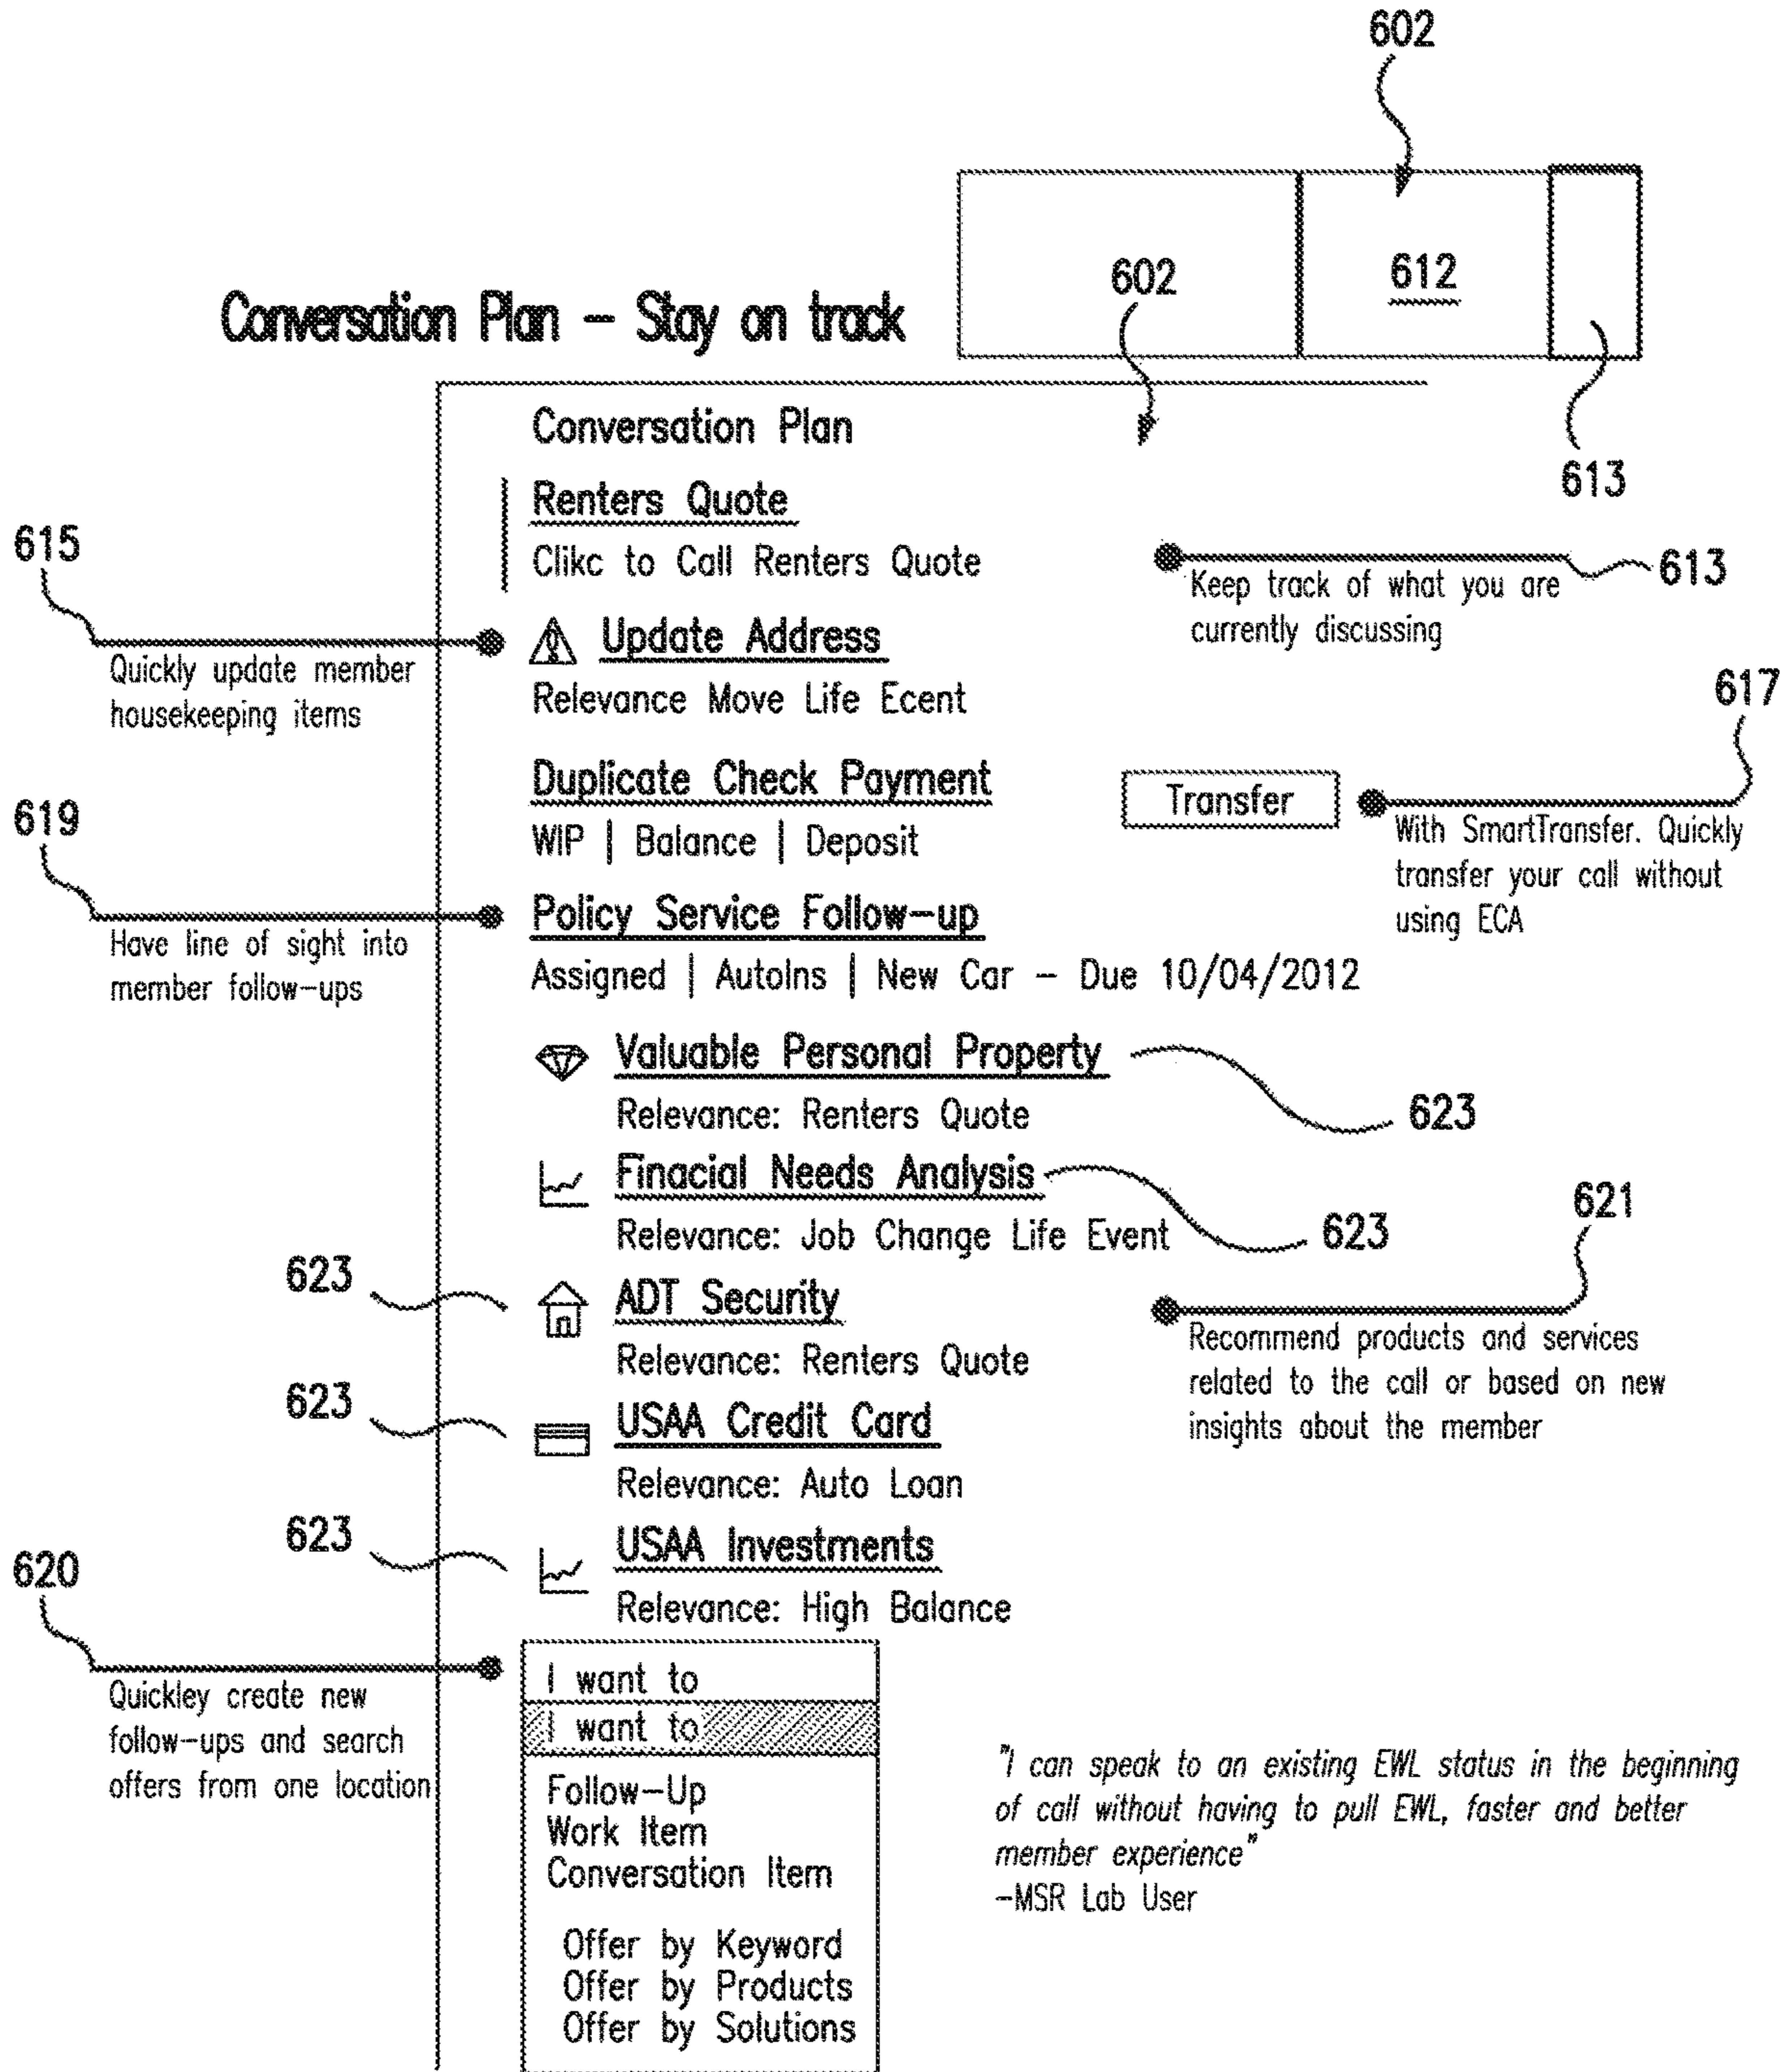 602
602
612
Conversation Plan - Stay on track
613
Conversation Plan
Renters Quote
Clikc to Call Renters Quote
613
Keep track of what you are
currently discussing
615
Quickly update member
housekeeping items
Update Address
Relevance Move Life Ecent
617
Duplicate Check Payment
WIP | Balance | Deposit
Transfer
With SmartTransfer. Quickly
transfer your call without
using ECA
619
Have line of sight into
member follow-ups
Policy Service Follow-up
Assigned | AutoIns | New Car - Due 10/04/2012
Valuable Personal Property
Relevance: Renters Quote
623
Finacial Needs Analysis
Relevance: Job Change Life Event
623
621
623
ADT Security
Relevance: Renters Quote
Recommend products and services
related to the call or based on new
insights about the member
623
USAA Credit Card
Relevance: Auto Loan
623
USAA Investments
Relevance: High Balance
620
Quickley create new
follow-ups and search
offers from one location
I want to
I want to
Follow-Up
Work Item
Conversation Item
Offer by Keyword
Offer by Products
Offer by Solutions
"I can speak to an existing EWL status in the beginning
of call without having to pull EWL, faster and better
member experience"
-MSR Lab User